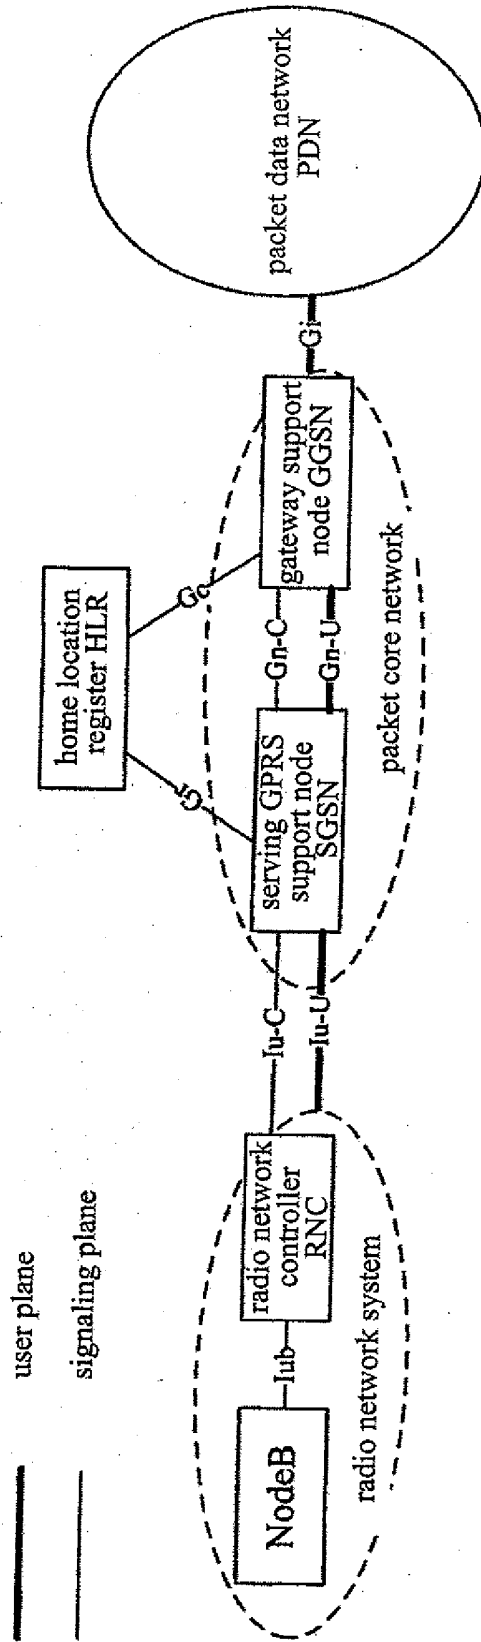 user plane
signaling plane
home location
register HLR
Gr
Gc
NodeB
Iub
radio network
controller
RNC
radio network system
Iu-C
Iu-U
serving GPRS
support node
SGSN
Gn-C
Gn-U
gateway support
node GGSN
packet core network
Gi
packet data network
PDN